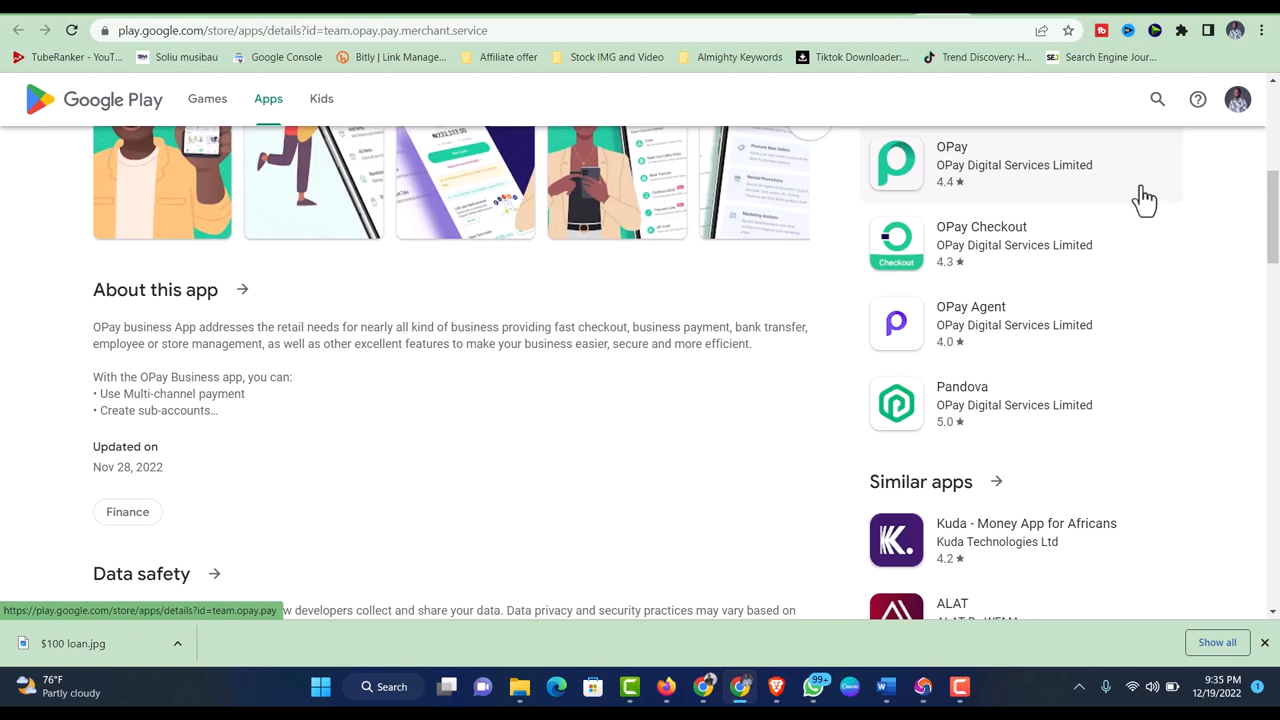 play.google.com/store/apps/details?id=team.opay.pay.merchant.service
TubeRanker - YouT...
Soliu musibau
Google Console
Bitly | Link Manage...
Affiliate offer
Stock IMG and Video
Almighty Keywords
Tiktok Downloader:...
Trend Discovery: H...
Search Engine Jour...
Google Play
Games
Apps
Kids
OPay
OPay Digital Services Limited
4.4 ★
OPay Checkout
OPay Digital Services Limited
4.3 ★
Checkout
OPay Agent
OPay Digital Services Limited
4.0 ★
Pandova
OPay Digital Services Limited
5.0 ★
About this app
OPay business App addresses the retail needs for nearly all kind of business providing fast checkout, business payment, bank transfer,
employee or store management, as well as other excellent features to make your business easier, secure and more efficient.
With the OPay Business app, you can:
• Use Multi-channel payment
• Create sub-accounts…
Updated on
Nov 28, 2022
Finance
Similar apps
K.
Kuda - Money App for Africans
Kuda Technologies Ltd
4.2 ★
ALAT
Data safety
https://play.google.com/store/apps/details?id=team.opay.pay
w developers collect and share your data. Data privacy and security practices may vary based on
$100 loan.jpg
Show all
76°F
Partly cloudy
Search
99+
9:35 PM
12/19/2022
1